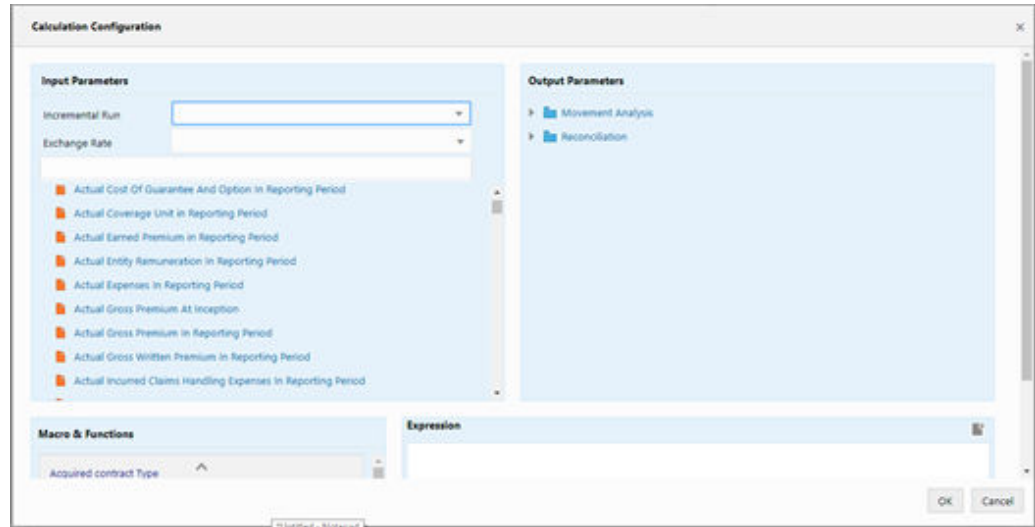 Calculation Configuration
Input Parameters
Incremental Run
Exchange Rate
Actual Cost Of Guarantee And Option In Reporting Period
Actual Coverage Unit in Reporting Period
Actual Earned Premium in Reporting Period
Actual Entity Remuneration In Reporting Period
Actual Expenses In Reporting Period
Actual Gross Premium At Inception
Actual Gross Premium In Reporting Period
Actual Gross Written Premium In Reporting Period
Actual Incurred Claims Handling Expenses In Reporting Period
Output Parameters
Movement Analysis
Reconciliation
Macro & Functions
Acquired contract Type
Expression
OK
Cancel